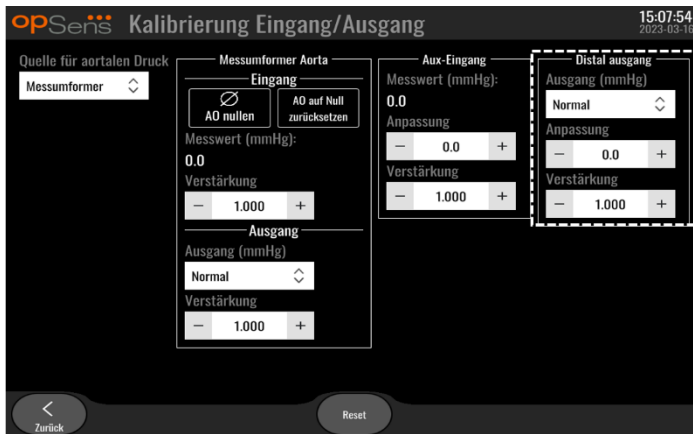 opSens Kalibrierung Eingang/Ausgang
15:07:54
2023-03-16
Quelle für aortalen Druck
Messumformer
Messumformer Aorta
Eingang
AO nullen
AO auf Null
zurücksetzen
Messwert (mmHg):
0.0
Verstärkung
− 1.000 +
Ausgang
Ausgang (mmHg)
Normal
Verstärkung
− 1.000 +
Aux-Eingang
Messwert (mmHg):
0.0
Anpassung
− 0.0 +
Verstärkung
− 1.000 +
Distal ausgang
Ausgang (mmHg)
Normal
Anpassung
− 0.0 +
Verstärkung
− 1.000 +
Zurück
Reset